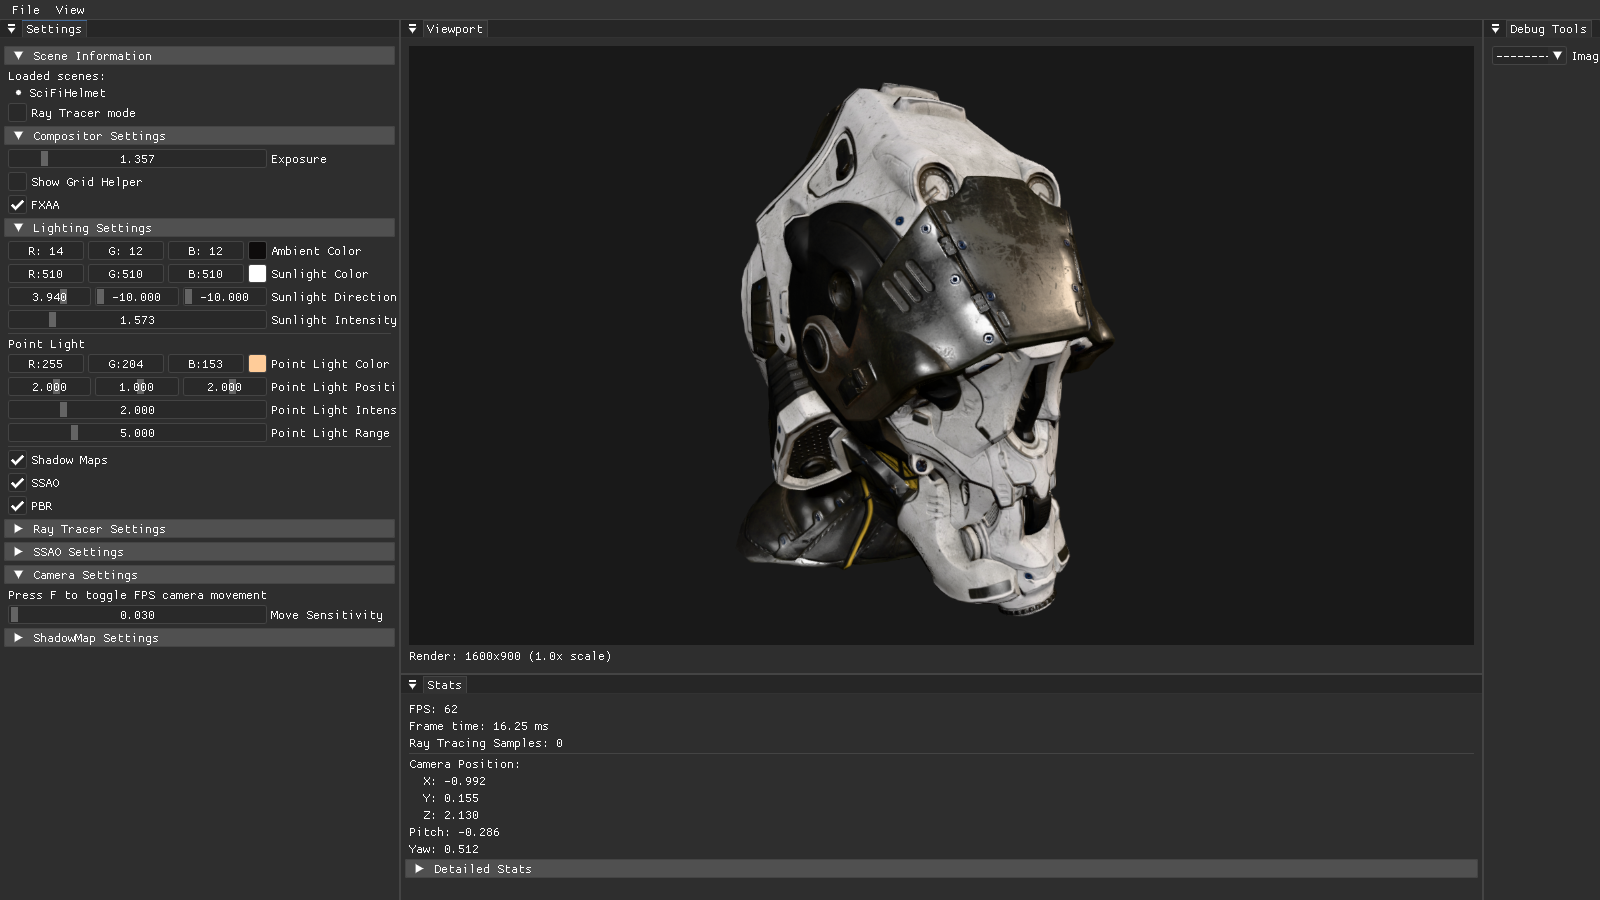 File View
Settings
Scene Information
Loaded scenes:
SciFiHelmet
Ray Tracer mode
Compositor Settings
1.357 Exposure
Show Grid Helper
FXAA
Lighting Settings
R: 14 G: 12 B: 12 Ambient Color
R:510 G:510 B:510 Sunlight Color
3.940 -10.000 -10.000 Sunlight Direction
1.573 Sunlight Intensity
Point Light
R:255 G:204 B:153 Point Light Color
2.000 1.000 2.000 Point Light Positi
2.000 Point Light Intens
5.000 Point Light Range
Shadow Maps
SSAO
PBR
Ray Tracer Settings
SSAO Settings
Camera Settings
Press F to toggle FPS camera movement
0.030 Move Sensitivity
ShadowMap Settings
Viewport
Render: 1600x900 (1.0x scale)
Stats
FPS: 62
Frame time: 16.25 ms
Ray Tracing Samples: 0
Camera Position:
X: -0.992
Y: 0.155
Z: 2.130
Pitch: -0.286
Yaw: 0.512
Detailed Stats
Debug Tools
-------- Imag